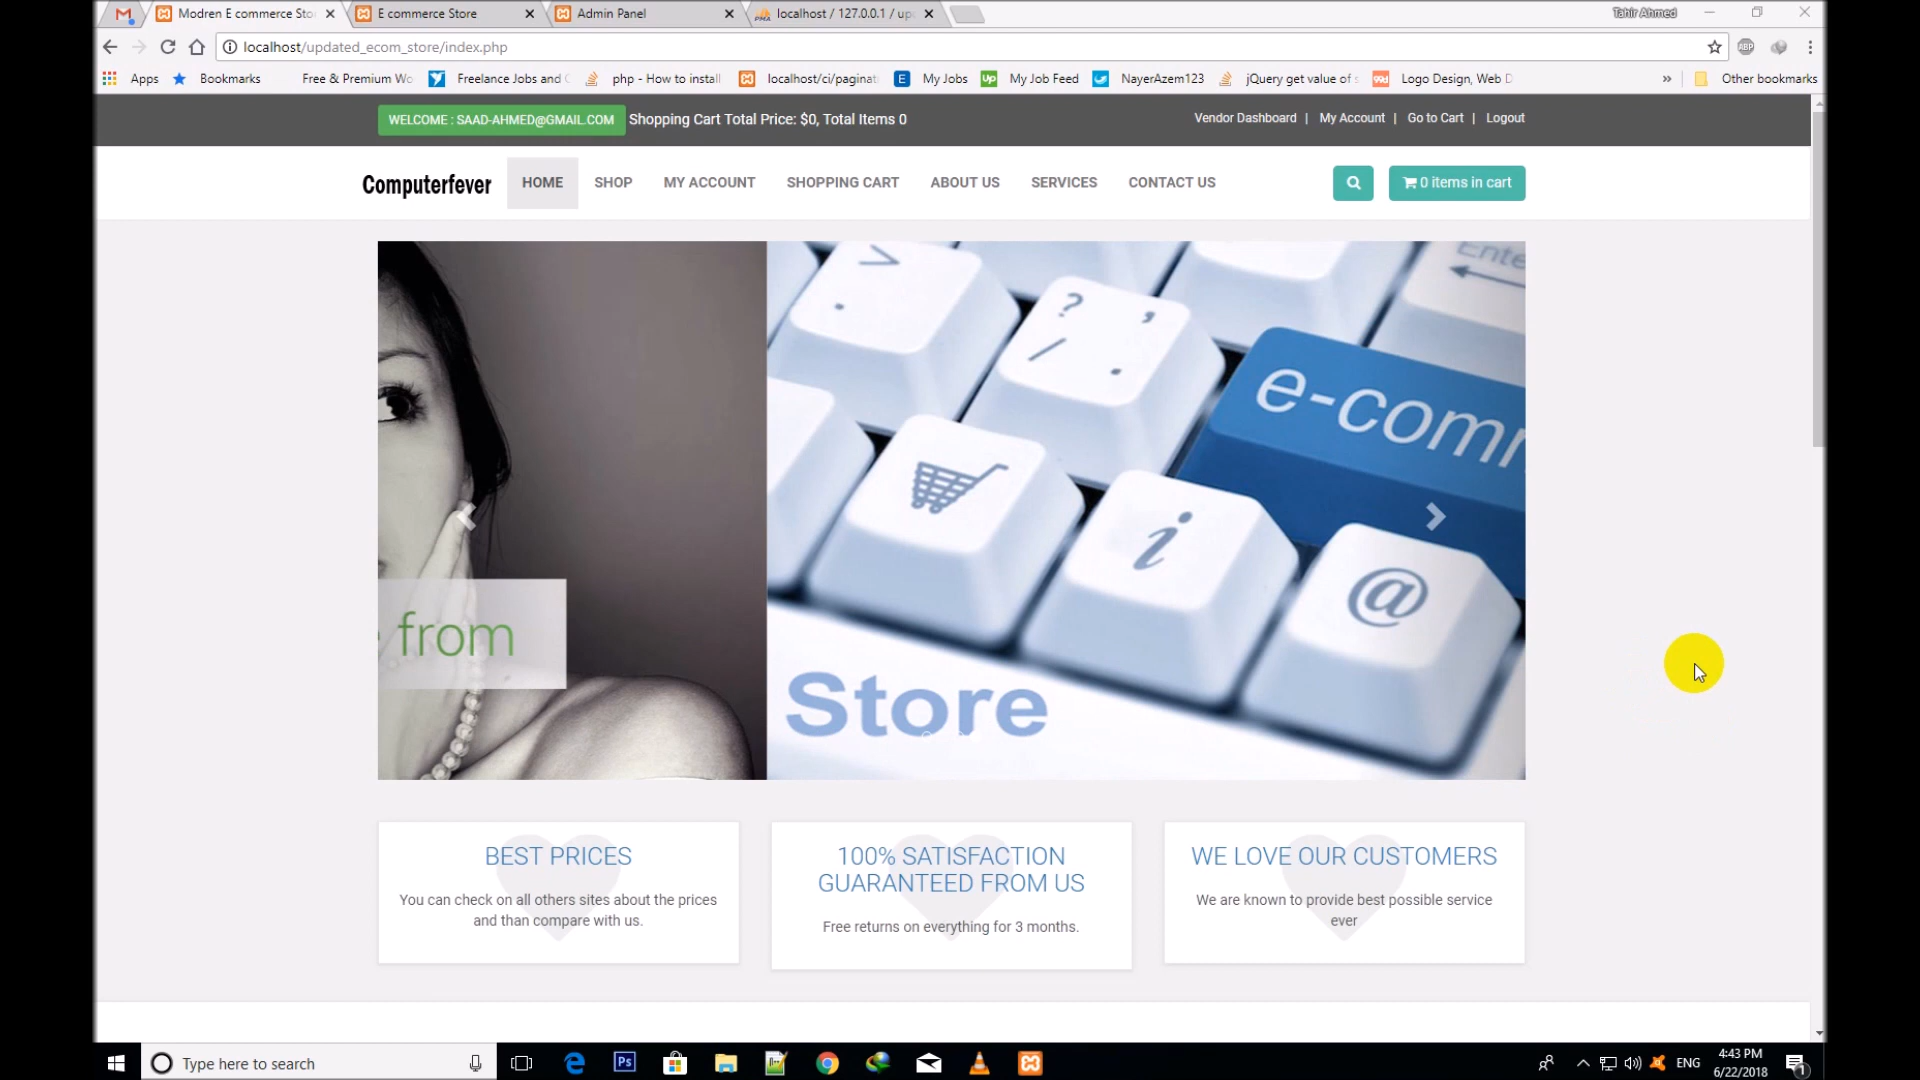 Modren E commerce Sto
E commerce Store
Admin Panel
localhost / 127.0.0.1 / up
Tahir Ahmed
localhost/updated_ecom_store/index.php
ABP
Apps
Bookmarks
Free & Premium Wo
Freelance Jobs and
php - How to install
localhost/ci/paginat
E
My Jobs
Up
My Job Feed
NayerAzem123
jQuery get value of
99d
Logo Design, Web D
»
Other bookmarks
WELCOME : SAAD-AHMED@GMAIL.COM
Shopping Cart Total Price: $0, Total Items 0
Vendor Dashboard | My Account | Go to Cart | Logout
Computerfever
HOME
SHOP
MY ACCOUNT
SHOPPING CART
ABOUT US
SERVICES
CONTACT US
0 items in cart
> .
? , / .
Enter
e-comm
i
@
from
Store
BEST PRICES
You can check on all others sites about the prices
and than compare with us.
100% SATISFACTION
GUARANTEED FROM US
Free returns on everything for 3 months.
WE LOVE OUR CUSTOMERS
We are known to provide best possible service
ever
Type here to search
Ps
ENG
4:43 PM
6/22/2018
1